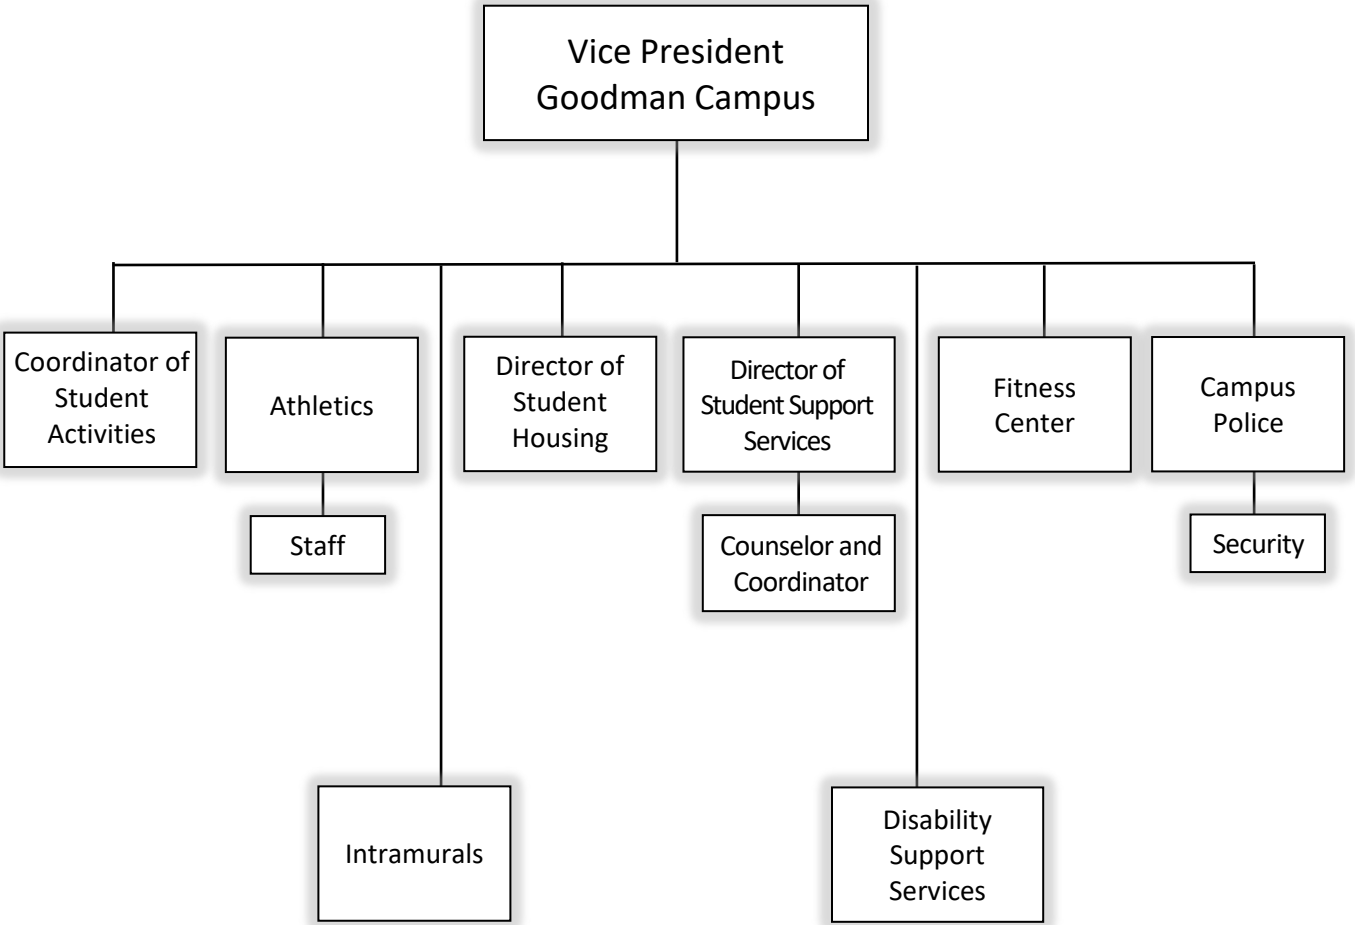 Vice President
Goodman Campus
Coordinator of
Student
Activities
Athletics
Director of
Student
Housing
Director of
Student Support
Services
Fitness
Center
Campus
Police
Staff
Counselor and
Coordinator
Security
Intramurals
Disability
Support
Services